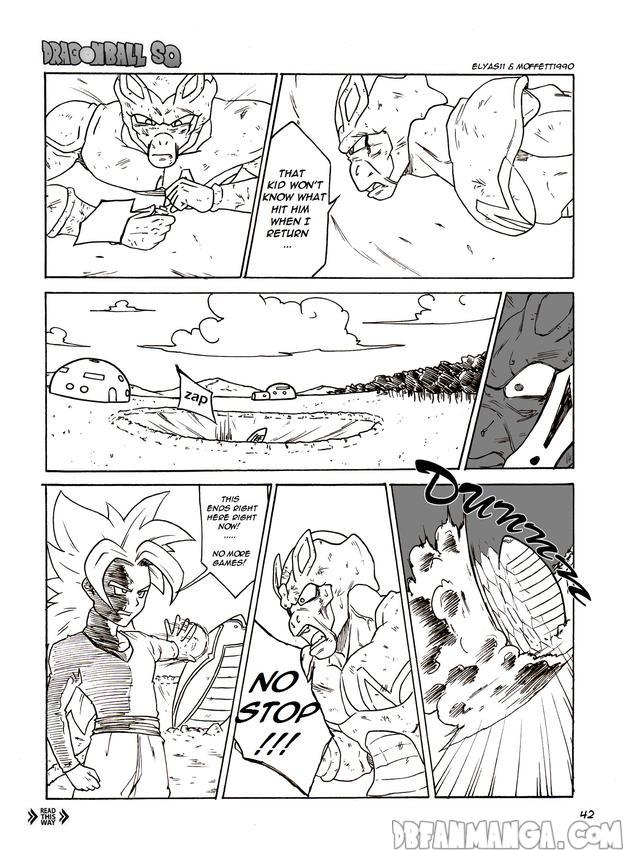 DRAGONBALL SQ
ELYAS11 & MOFFETT1990
THAT
KID WON'T
KNOW WHAT
HIT HIM
WHEN I
RETURN
...
zap
!
THIS
ENDS RIGHT
HERE RIGHT
NOW!
.....
NO MORE
GAMES!
NO
STOP
!!!
Dunnn
READ
THIS
WAY
42
DBFANMANGA.COM